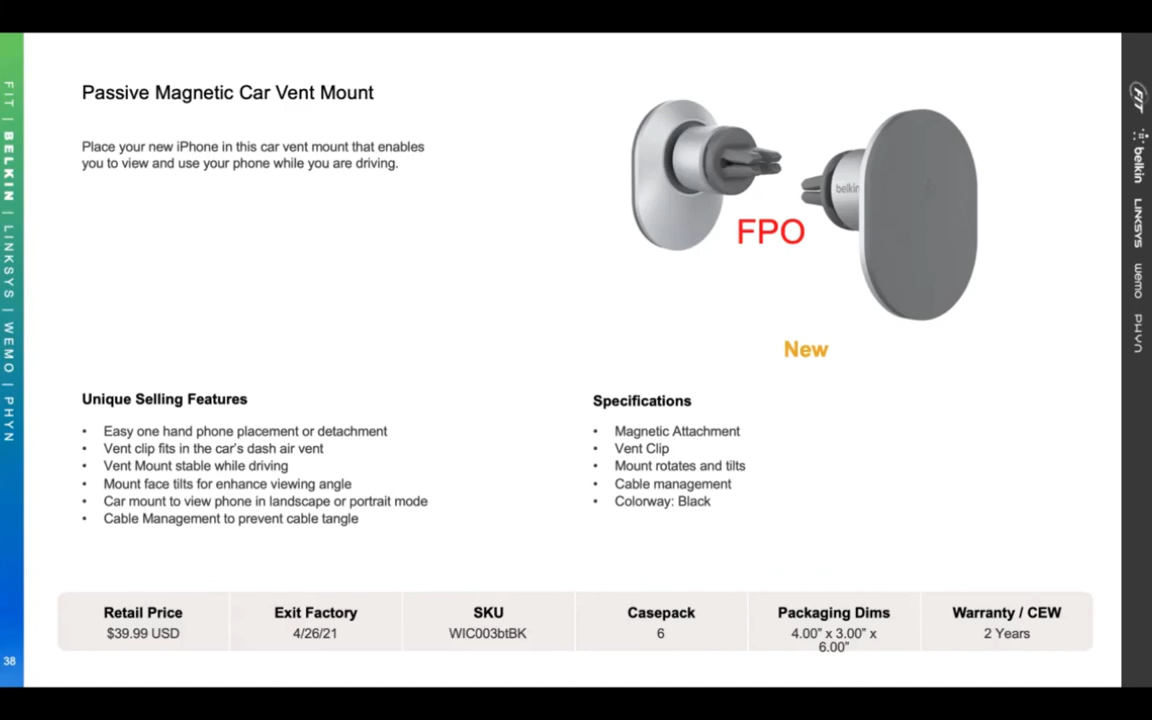 Passive Magnetic Car Vent Mount
Place your new iPhone in this car vent mount that enables
you to view and use your phone while you are driving.
belkin
FPO
New
Unique Selling Features
• Easy one hand phone placement or detachment
• Vent clip fits in the car's dash air vent
• Vent Mount stable while driving
• Mount face tilts for enhance viewing angle
• Car mount to view phone in landscape or portrait mode
• Cable Management to prevent cable tangle
Specifications
• Magnetic Attachment
• Vent Clip
• Mount rotates and tilts
• Cable management
• Colorway: Black
Retail Price
$39.99 USD
Exit Factory
4/26/21
SKU
WIC003btBK
Casepack
6
Packaging Dims
4.00" x 3.00" x
6.00"
Warranty / CEW
2 Years
FIT | BELKIN | LINKSYS | WEMO | PHYN
38
FIT
belkin
LINKSYS
wemo
PHYN